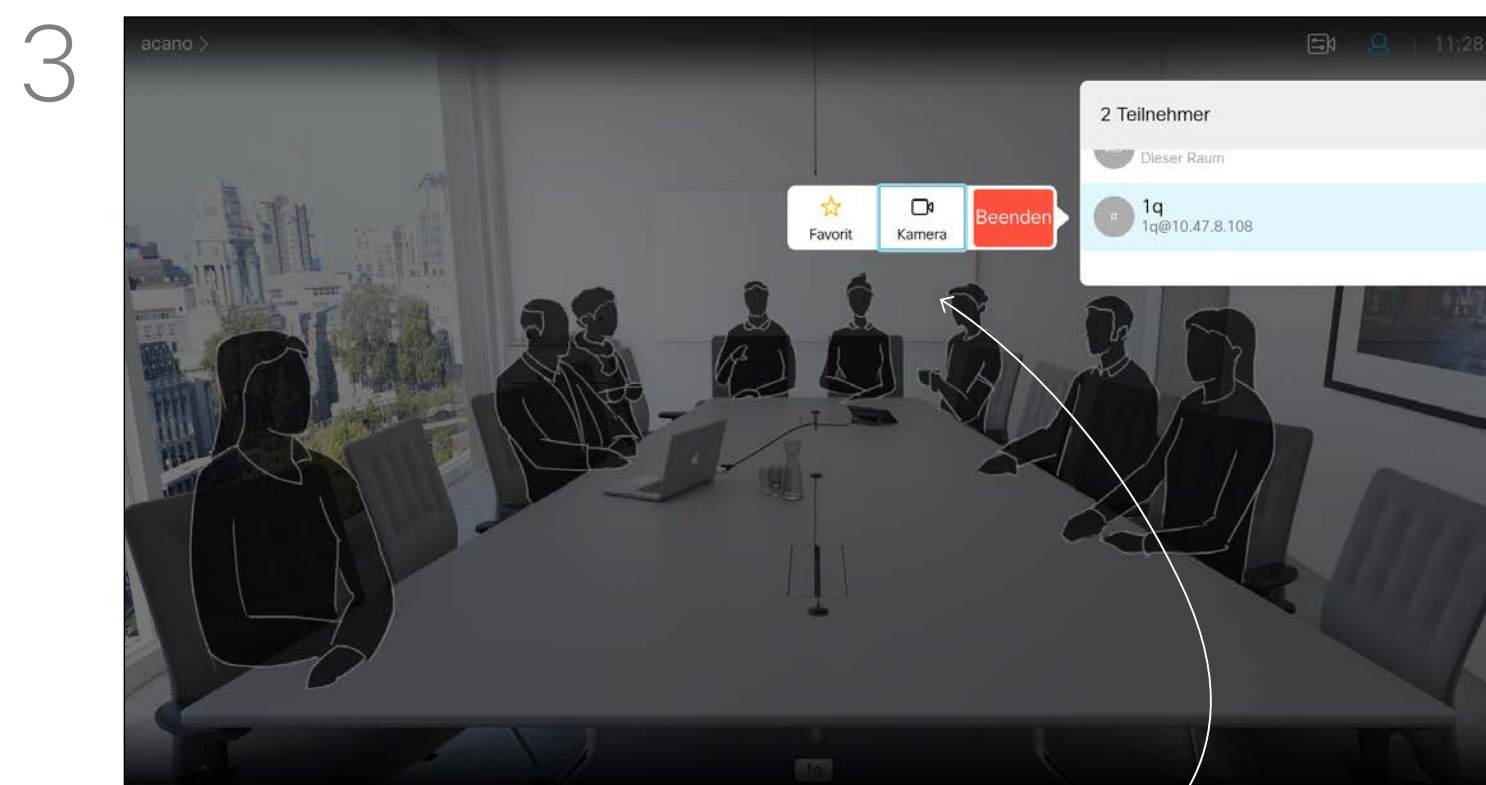 3
acano >
11:28
2 Teilnehmer
Dieser Raum
Favorit
Kamera
Beenden
#
1q
1q@10.47.8.108
1q